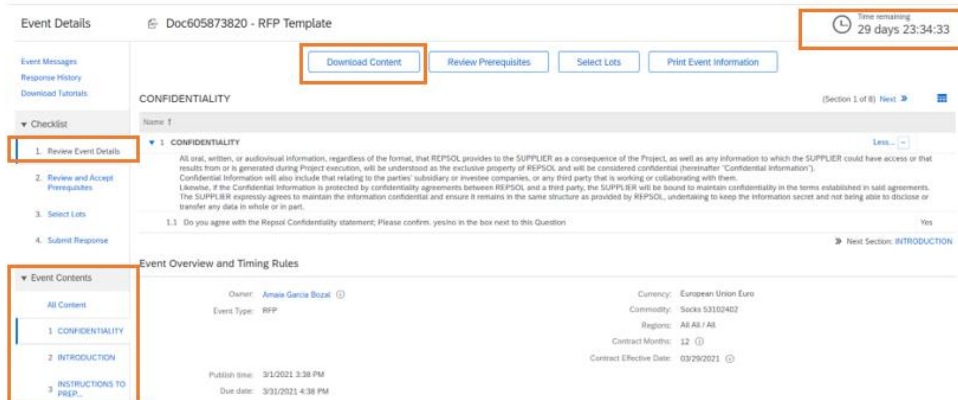 Event Details
Doc605873820 - RFP Template
Time remaining
29 days 23:34:33
Event Messages
Response History
Download Tutorials
Download Content
Review Prerequisites
Select Lots
Print Event Information
▼ Checklist
1. Review Event Details
2. Review and Accept
Prerequisites
3. Select Lots
4. Submit Response
▼ Event Contents
All Content
1 CONFIDENTIALITY
2 INTRODUCTION
3 INSTRUCTIONS TO
PREP...
CONFIDENTIALITY
(Section 1 of 8) Next »
Name ↑
▼ 1 CONFIDENTIALITY
Less... −
All oral, written, or audiovisual information, regardless of the format, that REPSOL provides to the SUPPLIER as a consequence of the Project, as well as any information to which the SUPPLIER could have access or that
results from or is generated during Project execution, will be understood as the exclusive property of REPSOL and will be considered confidential (hereinafter "Confidential Information").
Confidential Information will also include that relating to the parties' subsidiary or investee companies, or any third party that is working or collaborating with them.
Likewise, if the Confidential Information is protected by confidentiality agreements between REPSOL and a third party, the SUPPLIER will be bound to maintain confidentiality in the terms established in said agreements.
The SUPPLIER expressly agrees to maintain the information confidential and ensure it remains in the same structure as provided by REPSOL, undertaking to keep the information secret and not being able to disclose or
transfer any data in whole or in part.
1.1 Do you agree with the Repsol Confidentiality statement; Please confirm. yes/no in the box next to this Question
Yes
» Next Section: INTRODUCTION
Event Overview and Timing Rules
Owner: Amaia Garcia Bozal
Event Type: RFP
Publish time: 3/1/2021 3:38 PM
Due date: 3/31/2021 4:38 PM
Currency: European Union Euro
Commodity: Socks 53102402
Regions: All All / All
Contract Months: 12
Contract Effective Date: 03/29/2021